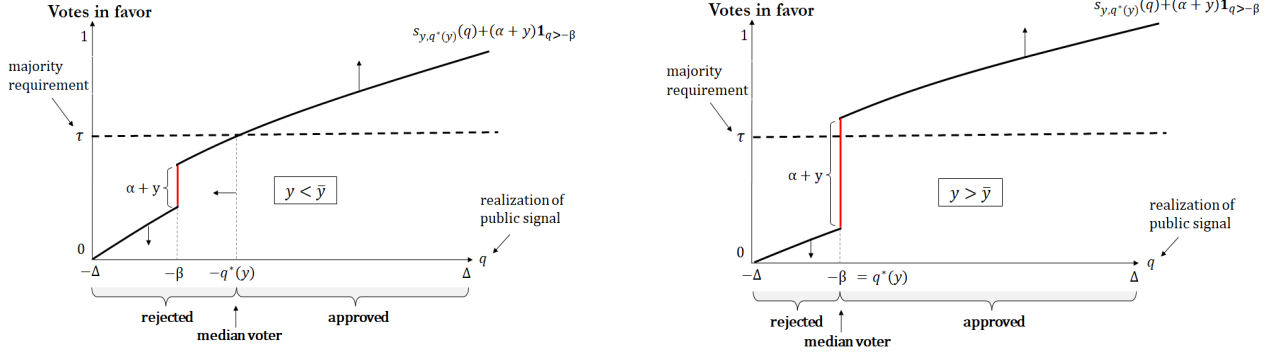 Votes in favor
1
s_{y,q*(y)}(q)+(α + y)1_{q>−β}
majority
requirement
τ
α + y
y < ȳ
realization of
public signal
0
−Δ
−β
−q*(y)
Δ
q
rejected
approved
median voter
Votes in favor
s_{y,q*(y)}(q)+(α + y)1_{q>−β}
1
majority
requirement
τ
α + y
y > ȳ
realization of
public signal
0
−Δ
−β = q*(y)
Δ
q
rejected
approved
median voter